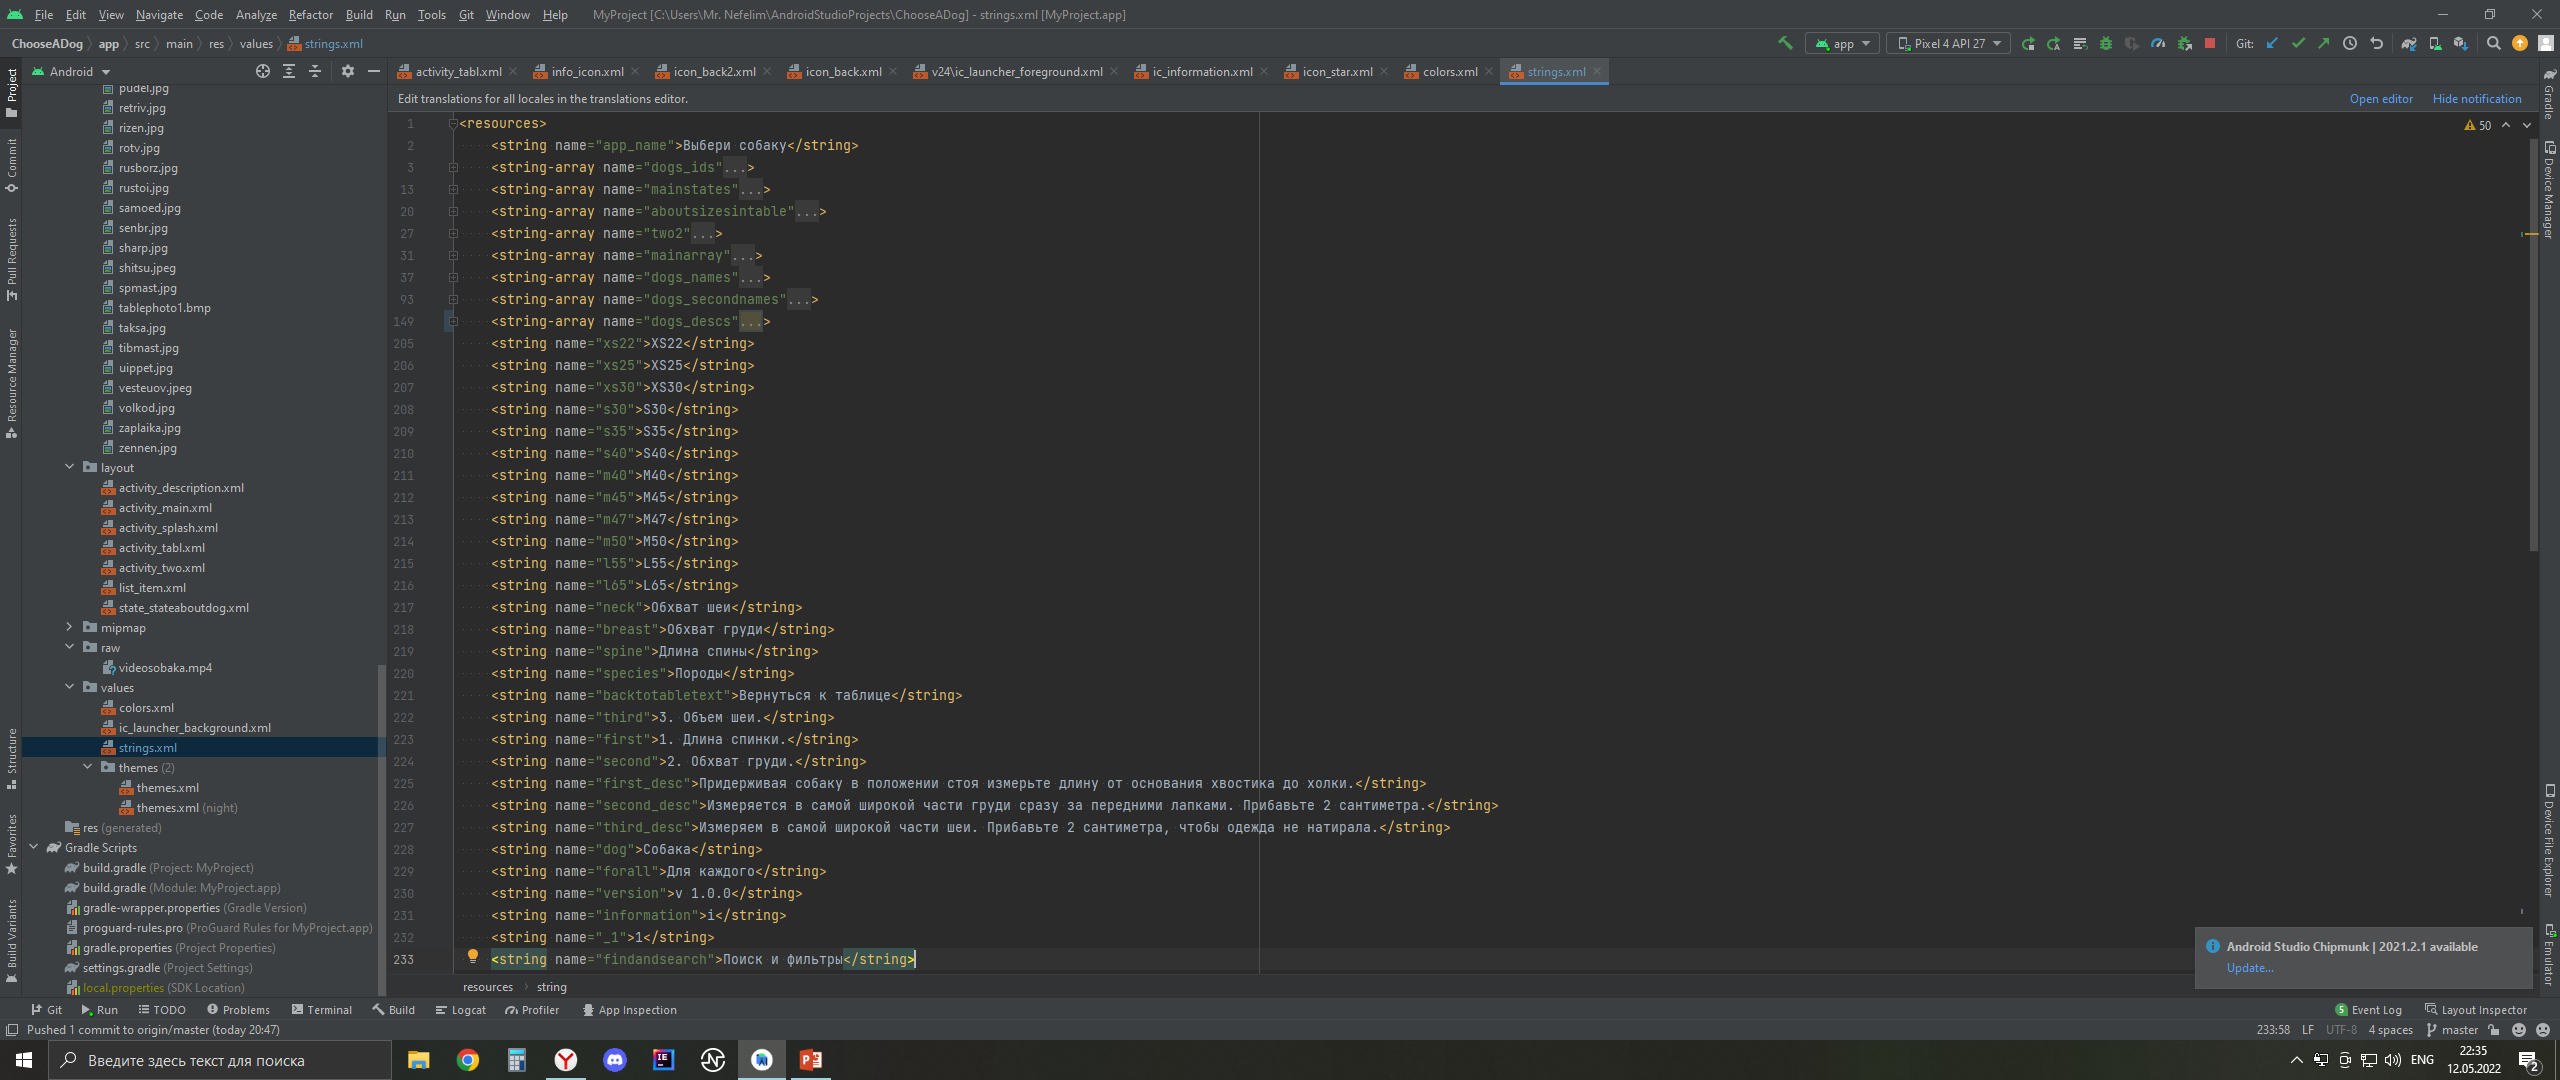 File Edit View Navigate Code Analyze Refactor Build Run Tools Git Window Help MyProject [C:\Users\Mr. Nefelim\AndroidStudioProjects\ChooseADog] - strings.xml [MyProject.app]
ChooseADog app src main res values strings.xml app Pixel 4 API 27 Git:
Android activity_tabl.xml info_icon.xml icon_back2.xml icon_back.xml v24\ic_launcher_foreground.xml ic_information.xml icon_star.xml colors.xml strings.xml
Edit translations for all locales in the translations editor. Open editor Hide notification
Project
Commit
Pull Requests
Resource Manager
Structure
Favorites
Build Variants
pudel.jpg
retriv.jpg
rizen.jpg
rotv.jpg
rusborz.jpg
rustoi.jpg
samoed.jpg
senbr.jpg
sharp.jpg
shitsu.jpeg
spmast.jpg
tablephoto1.bmp
taksa.jpg
tibmast.jpg
uippet.jpg
vesteuov.jpeg
volkod.jpg
zaplaika.jpg
zennen.jpg
layout
activity_description.xml
activity_main.xml
activity_splash.xml
activity_tabl.xml
activity_two.xml
list_item.xml
state_stateaboutdog.xml
mipmap
raw
videosobaka.mp4
values
colors.xml
ic_launcher_background.xml
strings.xml
themes (2)
themes.xml
themes.xml (night)
res (generated)
Gradle Scripts
build.gradle (Project: MyProject)
build.gradle (Module: MyProject.app)
gradle-wrapper.properties (Gradle Version)
proguard-rules.pro (ProGuard Rules for MyProject.app)
gradle.properties (Project Properties)
settings.gradle (Project Settings)
local.properties (SDK Location)
1 <resources>
2 <string name="app_name">Выбери собаку</string>
3 <string-array name="dogs_ids"...>
13 <string-array name="mainstates"...>
20 <string-array name="aboutsizesintable"...>
27 <string-array name="two2"...>
31 <string-array name="mainarray"...>
37 <string-array name="dogs_names"...>
93 <string-array name="dogs_secondnames"...>
149 <string-array name="dogs_descs"...>
205 <string name="xs22">XS22</string>
206 <string name="xs25">XS25</string>
207 <string name="xs30">XS30</string>
208 <string name="s30">S30</string>
209 <string name="s35">S35</string>
210 <string name="s40">S40</string>
211 <string name="m40">M40</string>
212 <string name="m45">M45</string>
213 <string name="m47">M47</string>
214 <string name="m50">M50</string>
215 <string name="l55">L55</string>
216 <string name="l65">L65</string>
217 <string name="neck">Обхват шеи</string>
218 <string name="breast">Обхват груди</string>
219 <string name="spine">Длина спины</string>
220 <string name="species">Породы</string>
221 <string name="backtotabletext">Вернуться к таблице</string>
222 <string name="third">3. Объем шеи.</string>
223 <string name="first">1. Длина спинки.</string>
224 <string name="second">2. Обхват груди.</string>
225 <string name="first_desc">Придерживая собаку в положении стоя измерьте длину от основания хвостика до холки.</string>
226 <string name="second_desc">Измеряется в самой широкой части груди сразу за передними лапками. Прибавьте 2 сантиметра.</string>
227 <string name="third_desc">Измеряем в самой широкой части шеи. Прибавьте 2 сантиметра, чтобы одежда не натирала.</string>
228 <string name="dog">Собака</string>
229 <string name="forall">Для каждого</string>
230 <string name="version">v 1.0.0</string>
231 <string name="information">i</string>
232 <string name="_1">1</string>
233 <string name="findandsearch">Поиск и фильтры</string>
50
Gradle
Device Manager
Device File Explorer
Emulator
Android Studio Chipmunk | 2021.2.1 available
Update...
resources string
Git Run TODO Problems Terminal Build Logcat Profiler App Inspection 5 Event Log Layout Inspector
Pushed 1 commit to origin/master (today 20:47) 233:58 LF UTF-8 4 spaces master
Введите здесь текст для поиска ENG 22:35
12.05.2022 2